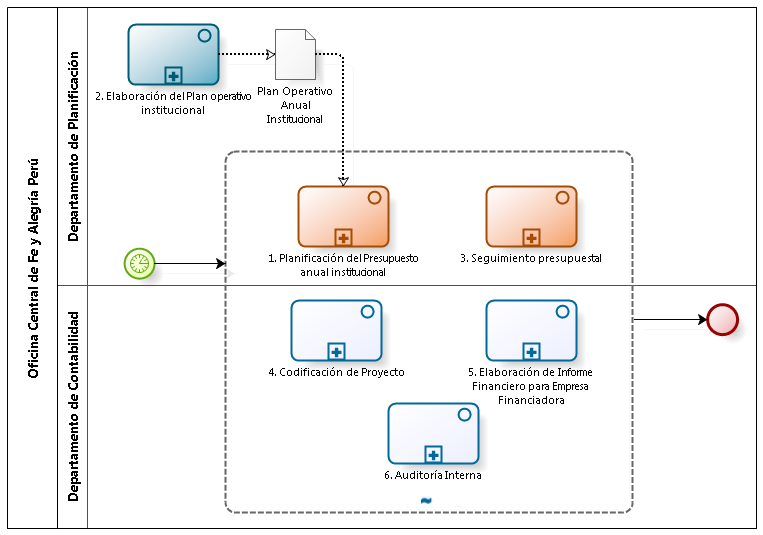 Oficina Central de Fe y Alegría Perú
Departamento de Planificación
2. Elaboración del Plan operativo
institucional
Plan Operativo
Anual
Institucional
1. Planificación del Presupuesto
anual institucional
3. Seguimiento presupuestal
Departamento de Contabilidad
4. Codificación de Proyecto
5. Elaboración de Informe
Financiero para Empresa
Financiadora
6. Auditoría Interna